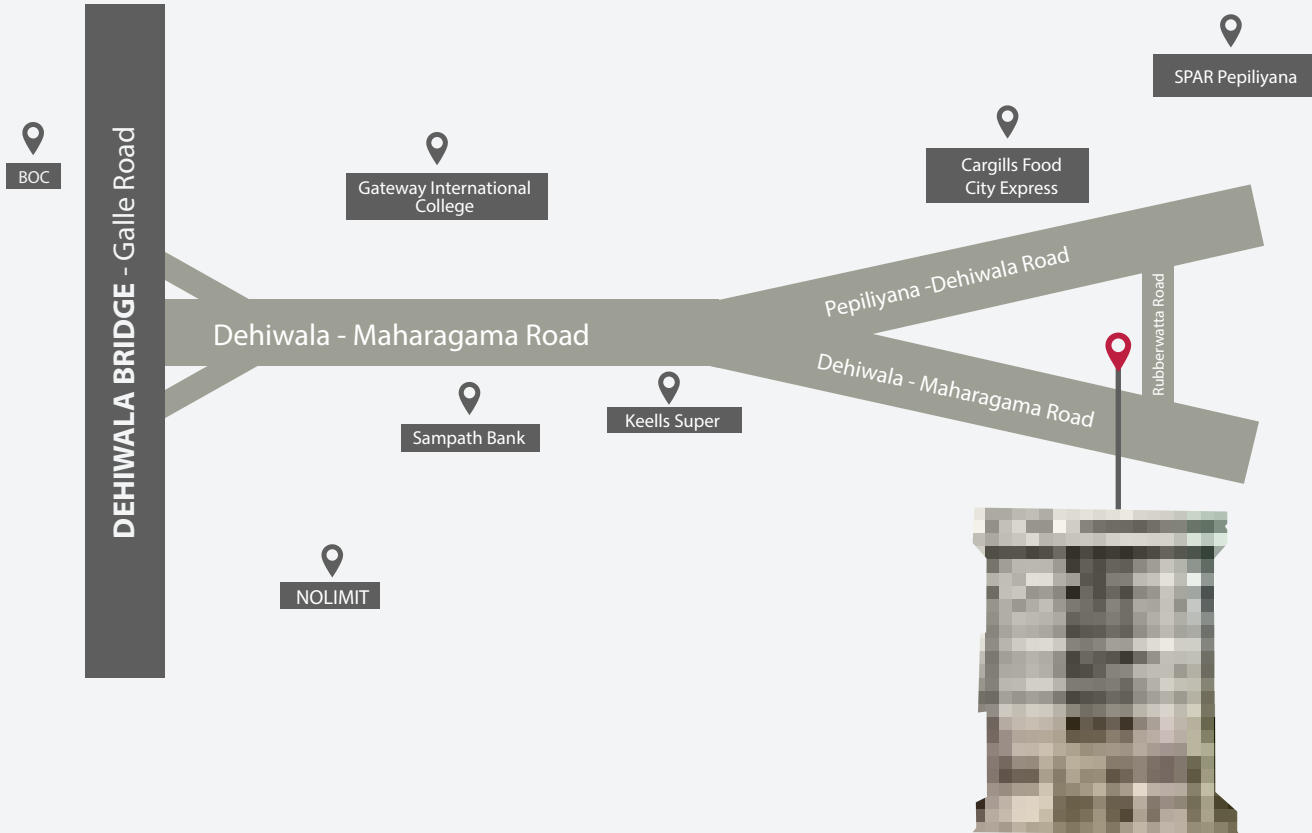 SPAR Pepiliyana
BOC
DEHIWALA BRIDGE - Galle Road
Gateway International
College
Cargills Food
City Express
Pepiliyana -Dehiwala Road
Rubberwatta Road
Dehiwala - Maharagama Road
Dehiwala - Maharagama Road
Keells Super
Sampath Bank
NOLIMIT